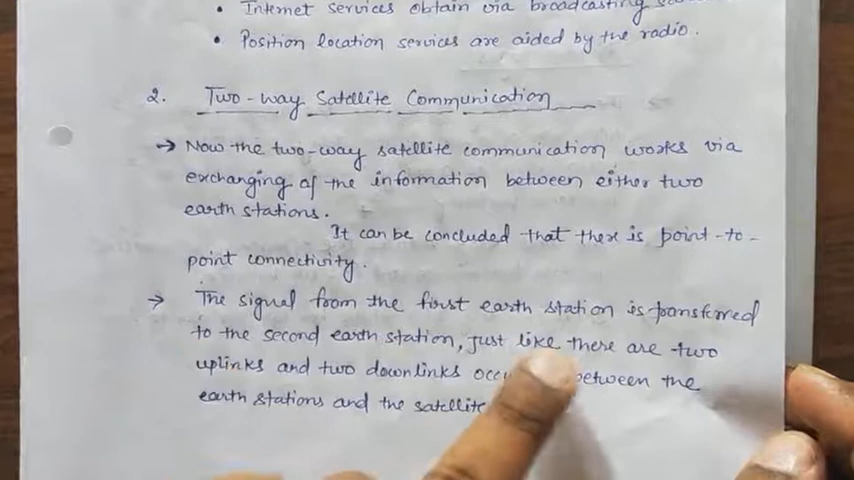 • Internet services obtain via broadcasting
• Position location services are aided by the radio.
2. Two-way Satellite Communication
→ Now the two-way satellite communication works via
exchanging of the information between either two
earth stations.
It can be concluded that there is point-to-
point connectivity.
→ The signal from the first earth station is transferred
to the second earth station, just like there are two
uplinks and two downlinks between the
earth stations and the satellite